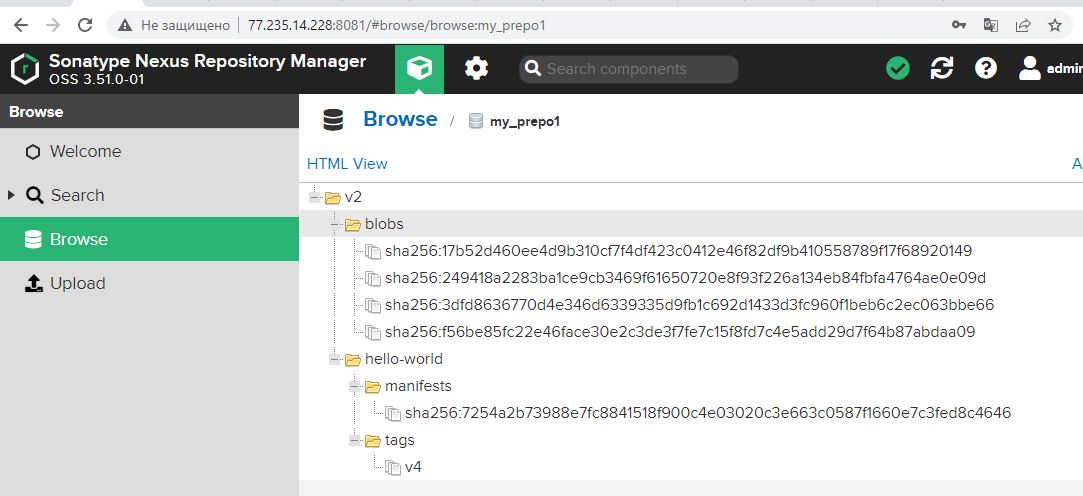 Не защищено 77.235.14.228:8081/#browse/browse:my_prepo1
Sonatype Nexus Repository Manager
OSS 3.51.0-01
Search components
admin
Browse
Welcome
Search
Browse
Upload
Browse / my_prepo1
HTML View
A
v2
blobs
sha256:17b52d460ee4d9b310cf7f4df423c0412e46f82df9b410558789f17f68920149
sha256:249418a2283ba1ce9cb3469f61650720e8f93f226a134eb84fbfa4764ae0e09d
sha256:3dfd8636770d4e346d6339335d9fb1c692d1433d3fc960f1beb6c2ec063bbe66
sha256:f56be85fc22e46face30e2c3de3f7fe7c15f8fd7c4e5add29d7f64b87abdaa09
hello-world
manifests
sha256:7254a2b73988e7fc8841518f900c4e03020c3e663c0587f1660e7c3fed8c4646
tags
v4